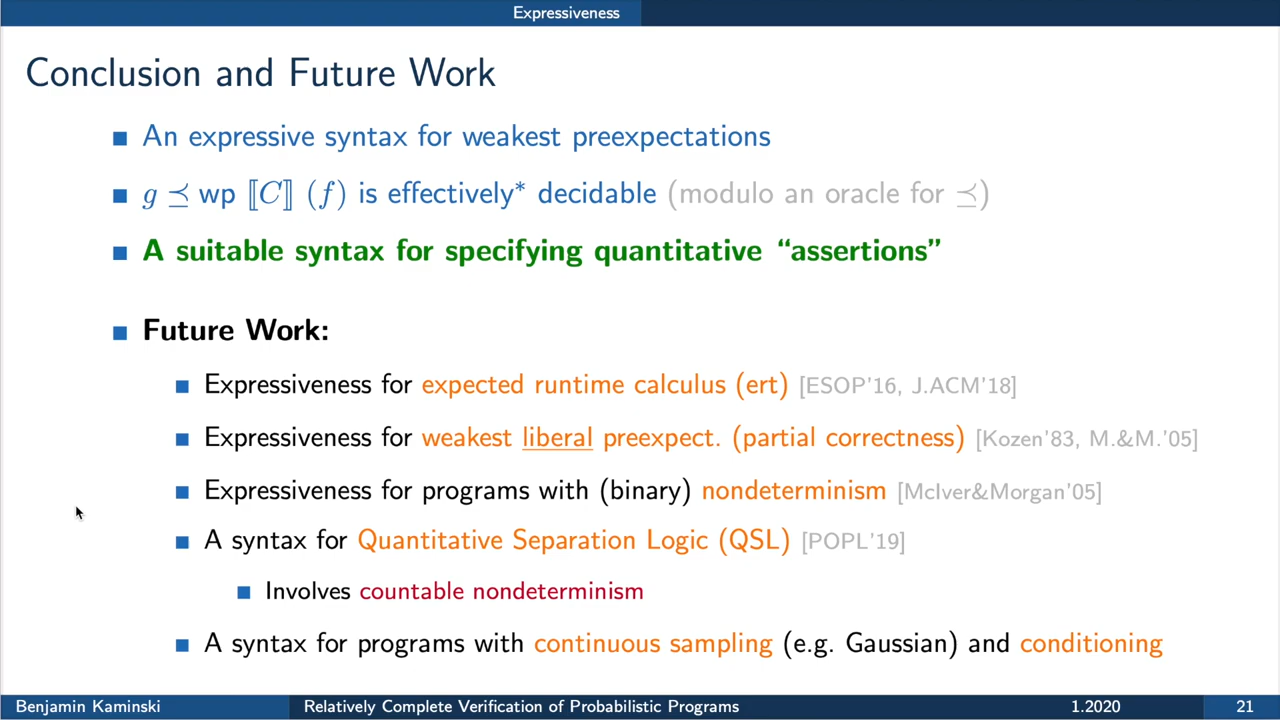 Expressiveness
Conclusion and Future Work
An expressive syntax for weakest preexpectations
g ⪯ wp ⟦C⟧ (f) is effectively* decidable (modulo an oracle for ⪯)
A suitable syntax for specifying quantitative “assertions”
Future Work:
Expressiveness for expected runtime calculus (ert) [ESOP’16, J.ACM’18]
Expressiveness for weakest liberal preexpect. (partial correctness) [Kozen’83, M.&M.’05]
Expressiveness for programs with (binary) nondeterminism [McIver&Morgan’05]
A syntax for Quantitative Separation Logic (QSL) [POPL’19]
Involves countable nondeterminism
A syntax for programs with continuous sampling (e.g. Gaussian) and conditioning
Benjamin Kaminski Relatively Complete Verification of Probabilistic Programs 1.2020 21